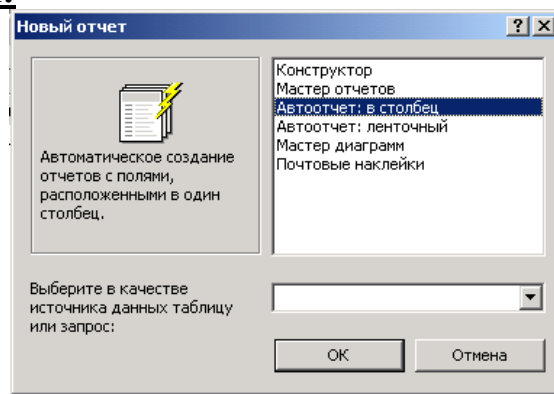 Новый отчет
Конструктор
Мастер отчетов
Автоотчет: в столбец
Автоотчет: ленточный
Мастер диаграмм
Почтовые наклейки
Автоматическое создание
отчетов с полями,
расположенными в один
столбец.
Выберите в качестве
источника данных таблицу
или запрос:
ОК
Отмена